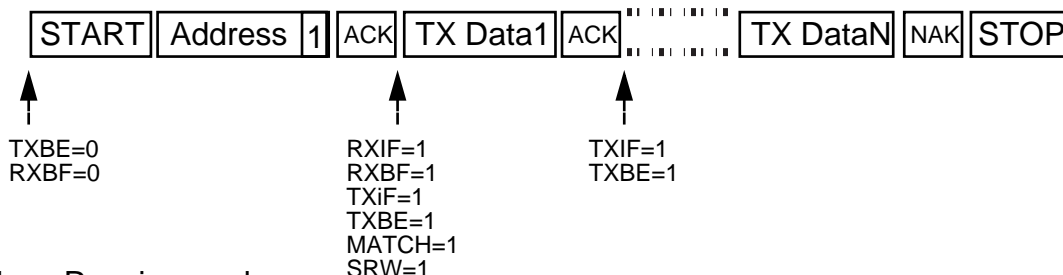 START Address 1 ACK TX Data1 ACK TX DataN NAK STOP
TXBE=0
RXBF=0
RXIF=1
RXBF=1
TXiF=1
TXBE=1
MATCH=1
SRW=1
TXIF=1
TXBE=1